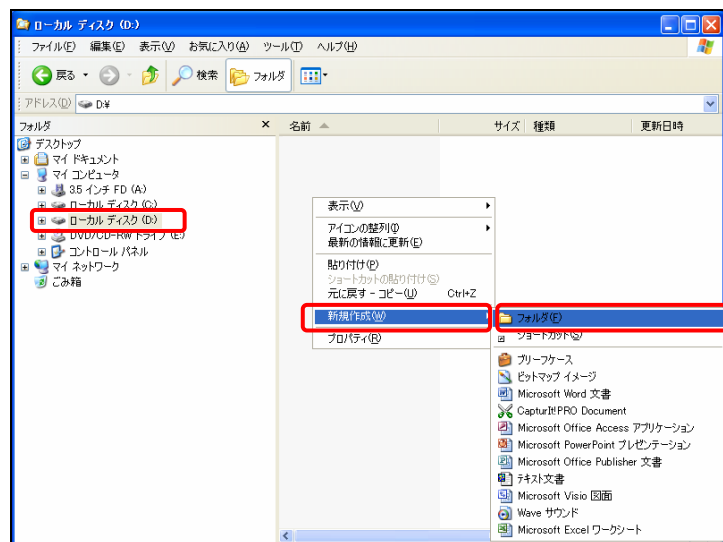 ローカル ディスク (D:)
ファイル(F) 編集(E) 表示(V) お気に入り(A) ツール(T) ヘルプ(H)
戻る 検索 フォルダ
アドレス(D) D:¥
フォルダ × 名前 サイズ 種類 更新日時
デスクトップ
マイ ドキュメント
マイ コンピュータ
3.5 インチ FD (A:)
ローカル ディスク (C:)
ローカル ディスク (D:)
DVD/CD-RW ドライブ (E:)
コントロール パネル
マイ ネットワーク
ごみ箱
表示(V)
アイコンの整列(I)
最新の情報に更新(E)
貼り付け(P)
ショートカットの貼り付け(S)
元に戻す - コピー(U) Ctrl+Z
新規作成(W)
プロパティ(R)
フォルダ(F)
ショートカット(S)
ブリーフケース
ビットマップ イメージ
Microsoft Word 文書
CapturIt!PRO Document
Microsoft Office Access アプリケーション
Microsoft PowerPoint プレゼンテーション
Microsoft Office Publisher 文書
テキスト文書
Microsoft Visio 図面
Wave サウンド
Microsoft Excel ワークシート